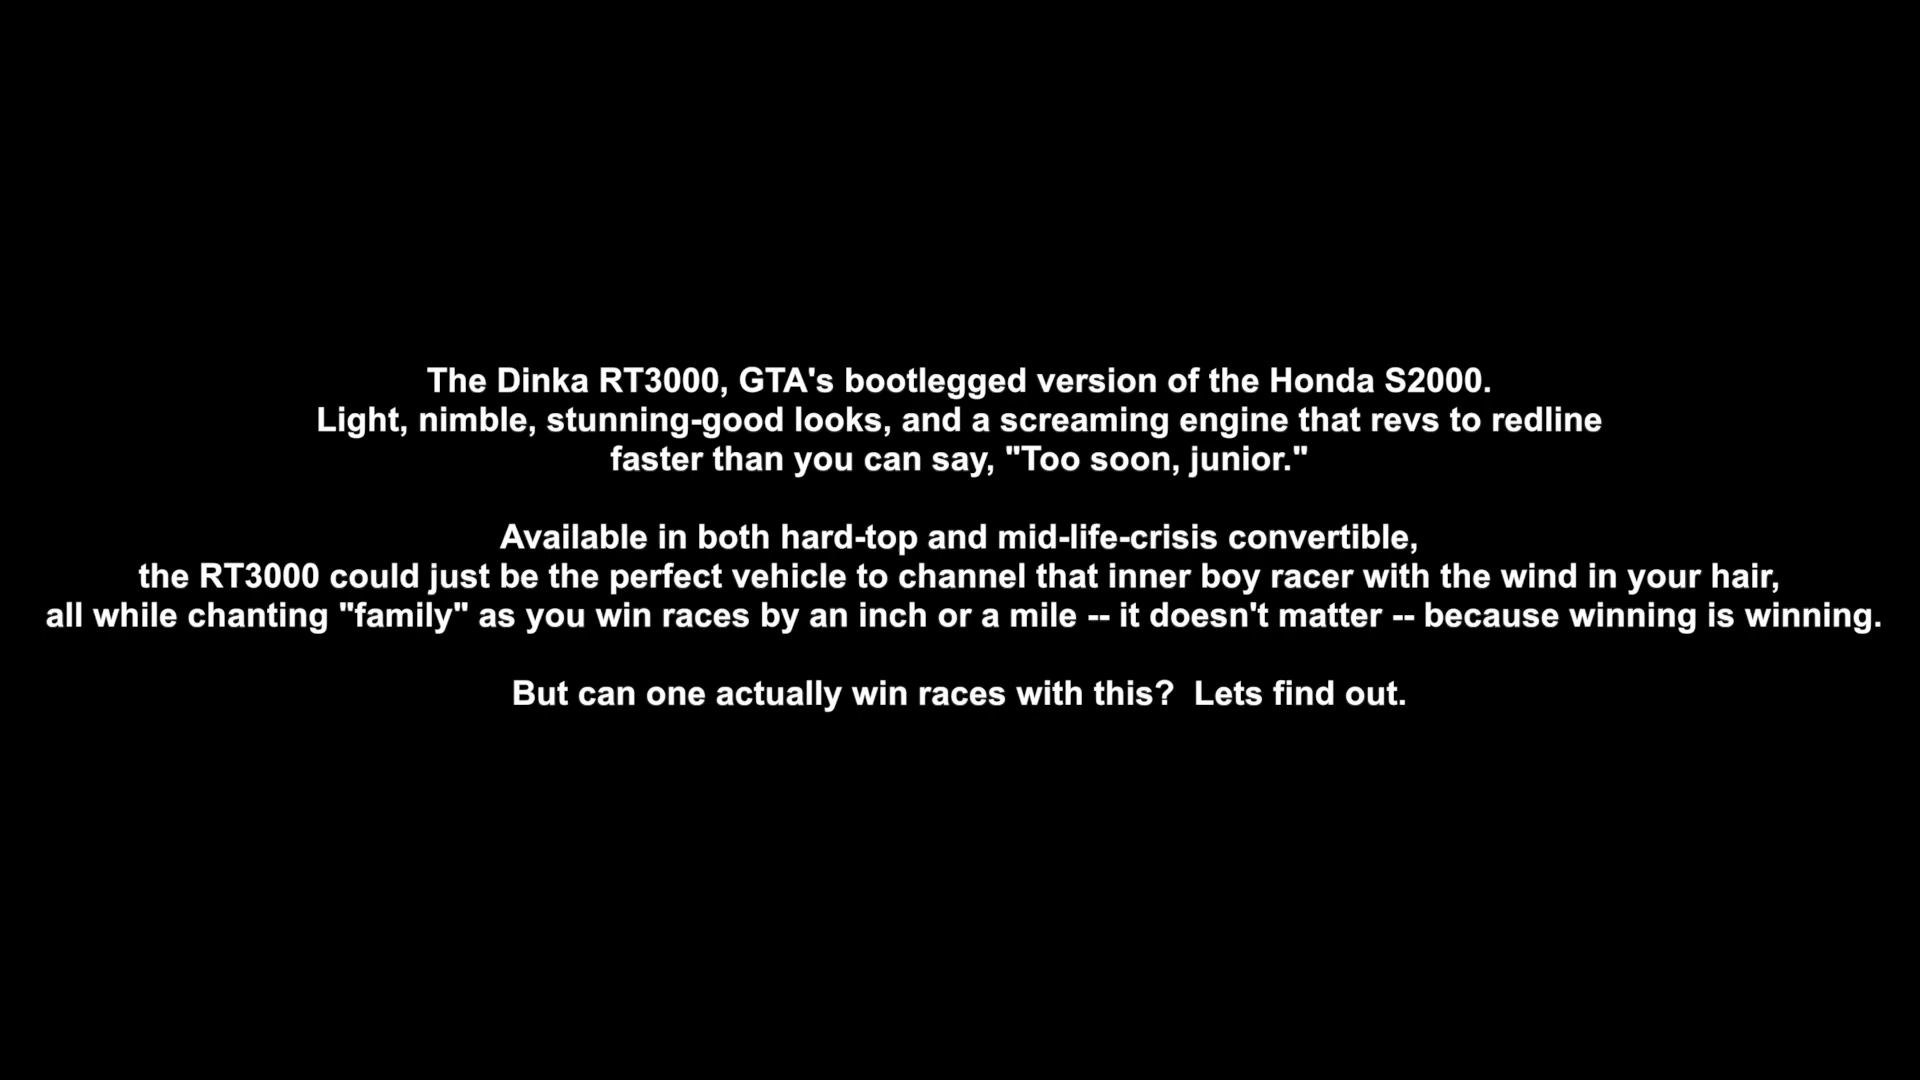 The Dinka RT3000, GTA's bootlegged version of the Honda S2000.
Light, nimble, stunning-good looks, and a screaming engine that revs to redline
faster than you can say, "Too soon, junior."
Available in both hard-top and mid-life-crisis convertible,
the RT3000 could just be the perfect vehicle to channel that inner boy racer with the wind in your hair,
all while chanting "family" as you win races by an inch or a mile -- it doesn't matter -- because winning is winning.
But can one actually win races with this?  Lets find out.